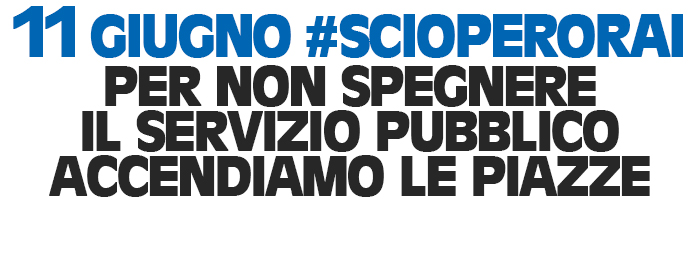 11 GIUGNO #SCIOPERORAI
PER NON SPEGNERE
IL SERVIZIO PUBBLICO
ACCENDIAMO LE PIAZZE